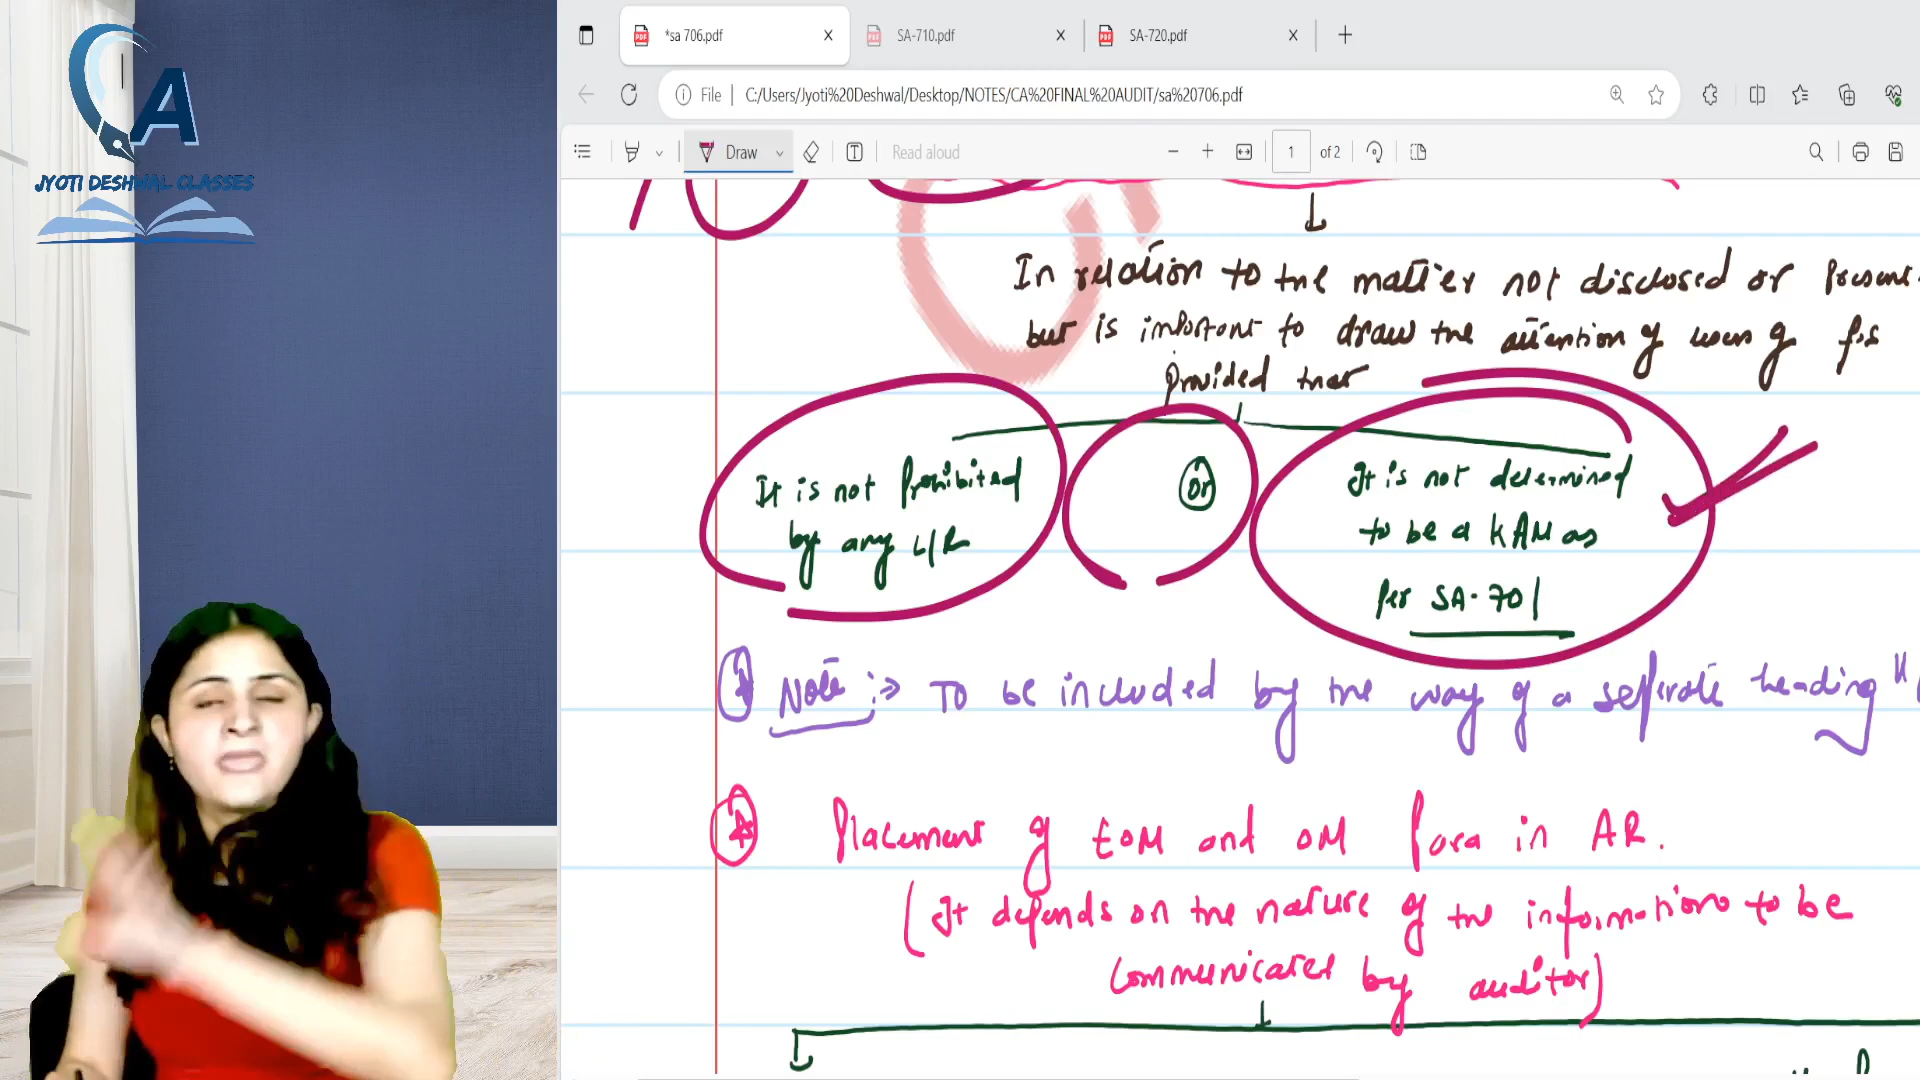 A
JYOTI DESHWAL CLASSES
*sa 706.pdf
SA-710.pdf
SA-720.pdf
File
C:/Users/Jyoti%20Deshwal/Desktop/NOTES/CA%20FINAL%20AUDIT/sa%20706.pdf
Draw
Read aloud
1 of 2
In relation to the matter not disclosed or
but is important to draw the attention of users of F.S
provided that
It is not Prohibited
by any L/R
or
It is not determined
to be a KAM as
Per SA-701
Note :-> To be included by the way of a seperate heading "
Placement of EOM and OM Para in AR.
(It depends on the nature of the informations to be
communicated by auditor)